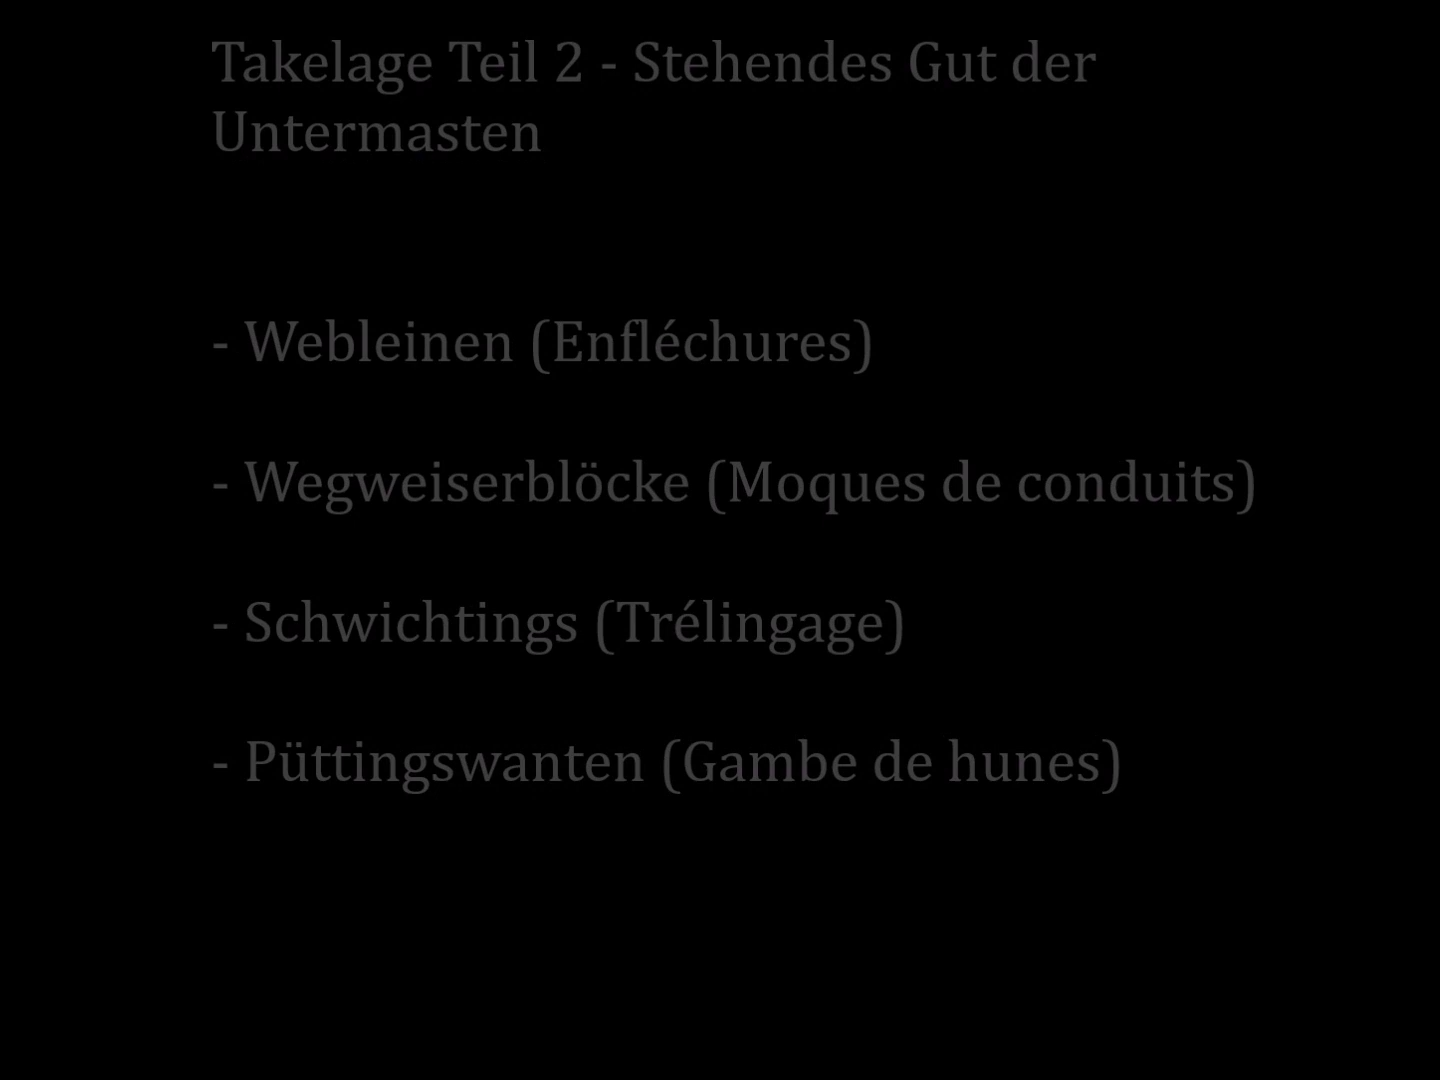 Takelage Teil 2 - Stehendes Gut der
Untermasten
- Webleinen (Enfléchures)
- Wegweiserblöcke (Moques de conduits)
- Schwichtings (Trélingage)
- Püttingswanten (Gambe de hunes)